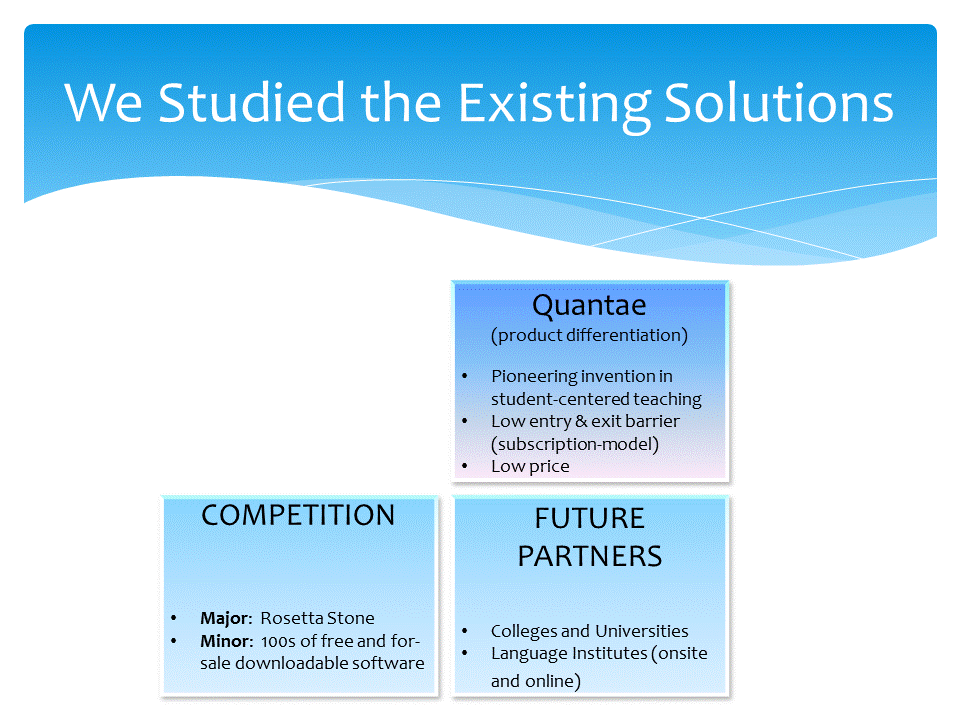 We Studied the Existing Solutions
Quantae
(product differentiation)
• Pioneering invention in
student-centered teaching
• Low entry & exit barrier
(subscription-model)
• Low price
COMPETITION
• Major: Rosetta Stone
• Minor: 100s of free and for-
sale downloadable software
FUTURE
PARTNERS
• Colleges and Universities
• Language Institutes (onsite
and online)